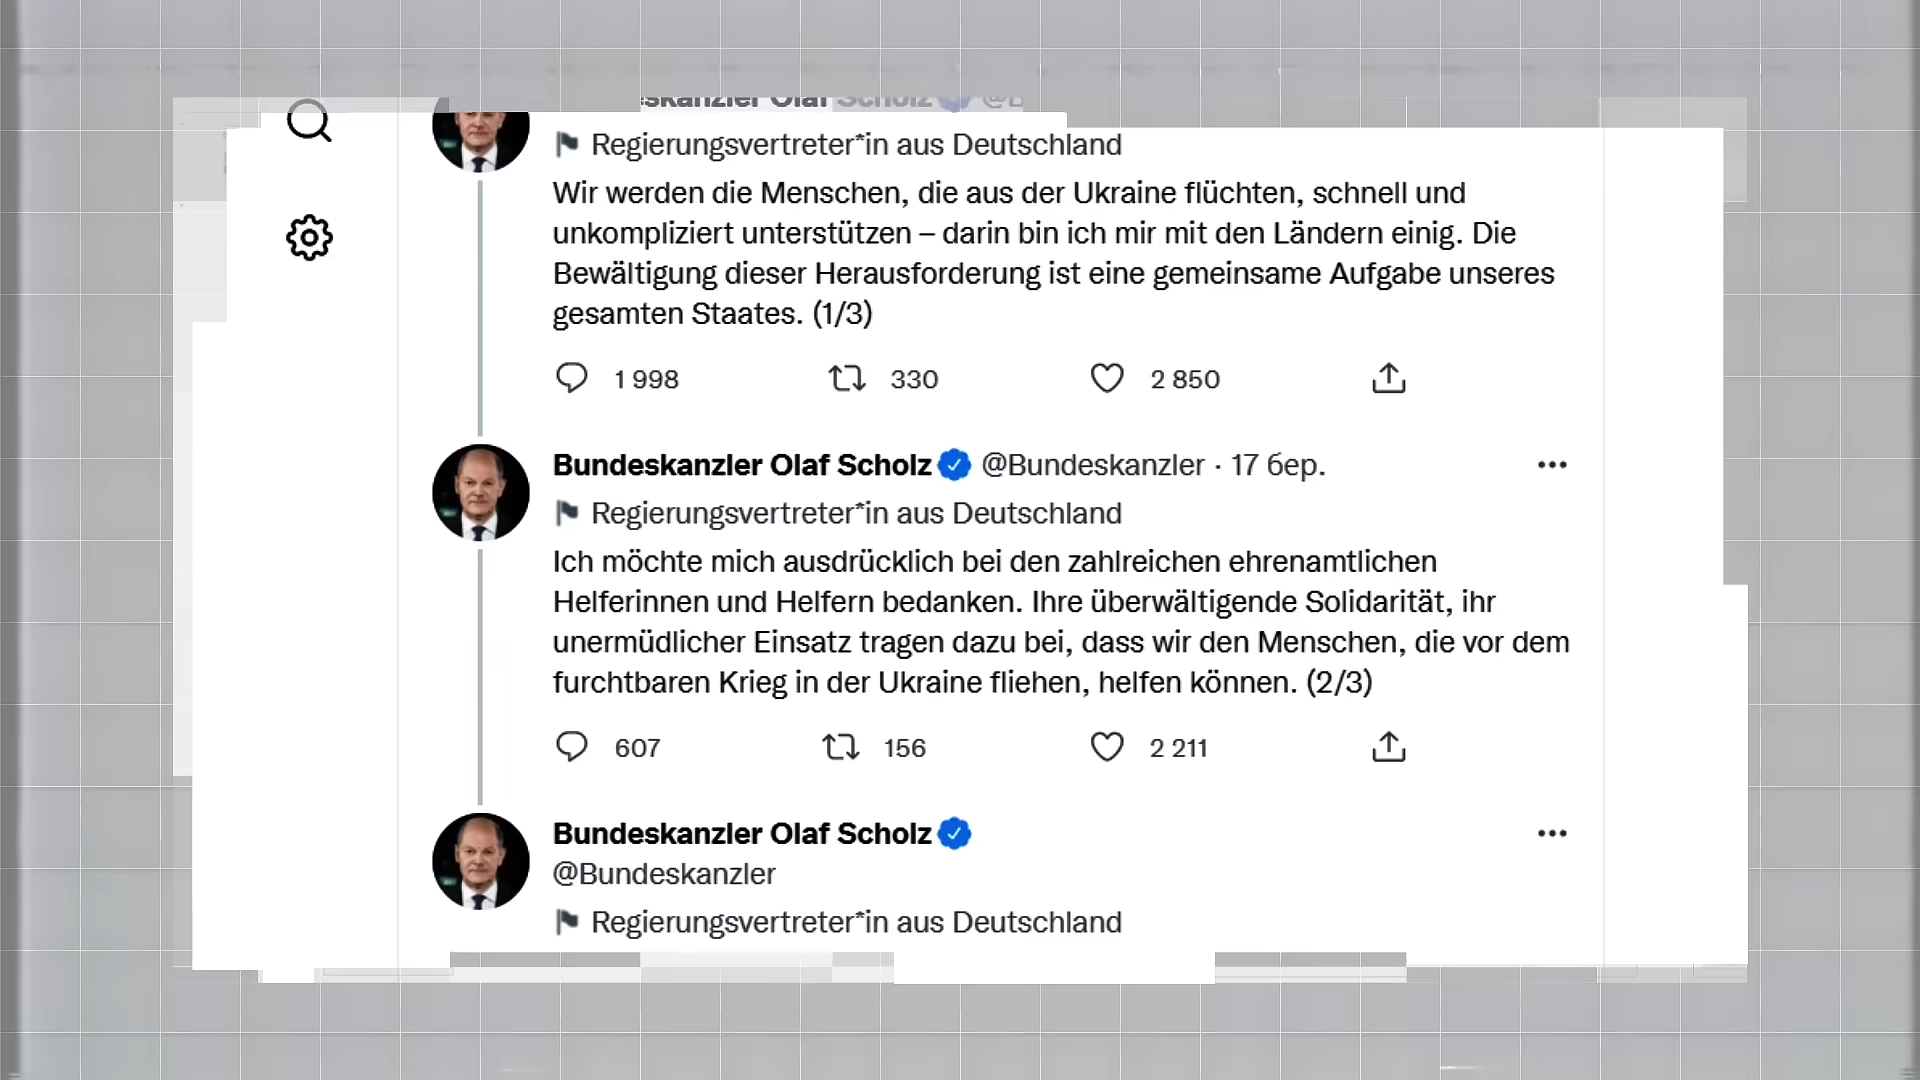 skanzler Olaf Scholz @B
Regierungsvertreter*in aus Deutschland
Wir werden die Menschen, die aus der Ukraine flüchten, schnell und
unkompliziert unterstützen – darin bin ich mir mit den Ländern einig. Die
Bewältigung dieser Herausforderung ist eine gemeinsame Aufgabe unseres
gesamten Staates. (1/3)
1 998 330 2 850
Bundeskanzler Olaf Scholz @Bundeskanzler · 17 бер.
Regierungsvertreter*in aus Deutschland
Ich möchte mich ausdrücklich bei den zahlreichen ehrenamtlichen
Helferinnen und Helfern bedanken. Ihre überwältigende Solidarität, ihr
unermüdlicher Einsatz tragen dazu bei, dass wir den Menschen, die vor dem
furchtbaren Krieg in der Ukraine fliehen, helfen können. (2/3)
607 156 2 211
Bundeskanzler Olaf Scholz
@Bundeskanzler
Regierungsvertreter*in aus Deutschland